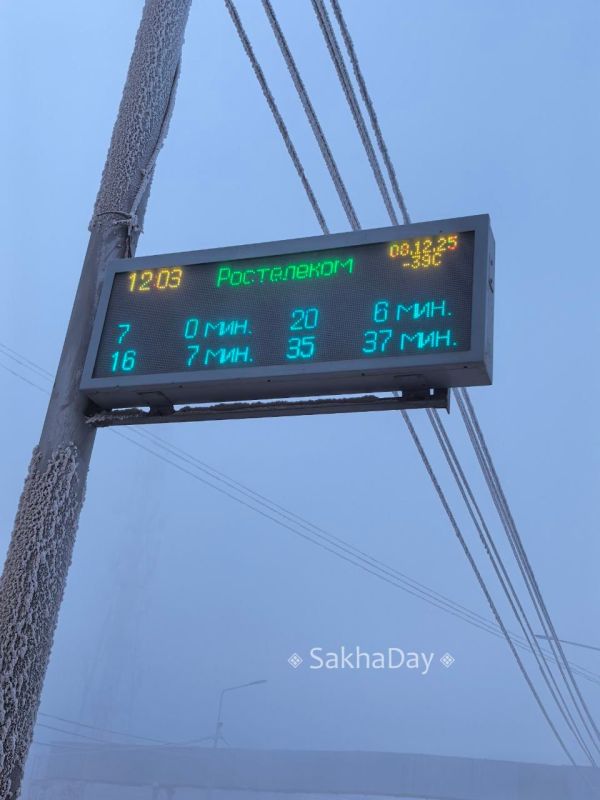 12:03 Ростелеком 08.12.25
-39C
7 0 мин. 20 6 мин.
16 7 мин. 35 37 мин.
SakhaDay